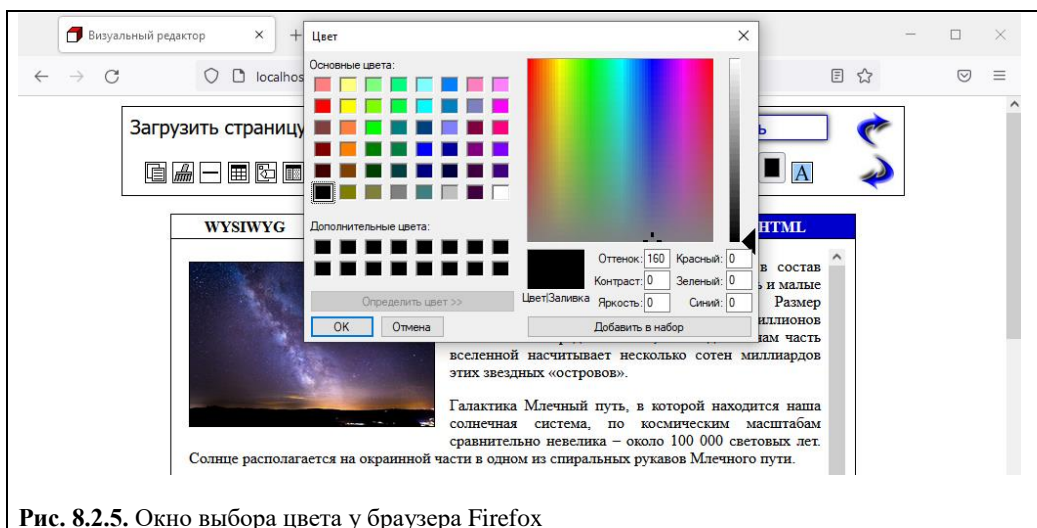 Визуальный редактор
Цвет
localhos
Загрузить страницу
ь
A
WYSIWYG
HTML
Основные цвета:
Дополнительные цвета:
Определить цвет >>
OK Отмена
Цвет|Заливка
Оттенок: 160 Красный: 0
Контраст: 0 Зеленый: 0
Яркость: 0 Синий: 0
Добавить в набор
в состав
и малые
Размер
иллионов
нам часть
вселенной насчитывает несколько сотен миллиардов
этих звездных «островов».
Галактика Млечный путь, в которой находится наша
солнечная система, по космическим масштабам
сравнительно невелика – около 100 000 световых лет.
Солнце располагается на окраинной части в одном из спиральных рукавов Млечного пути.
Рис. 8.2.5. Окно выбора цвета у браузера Firefox